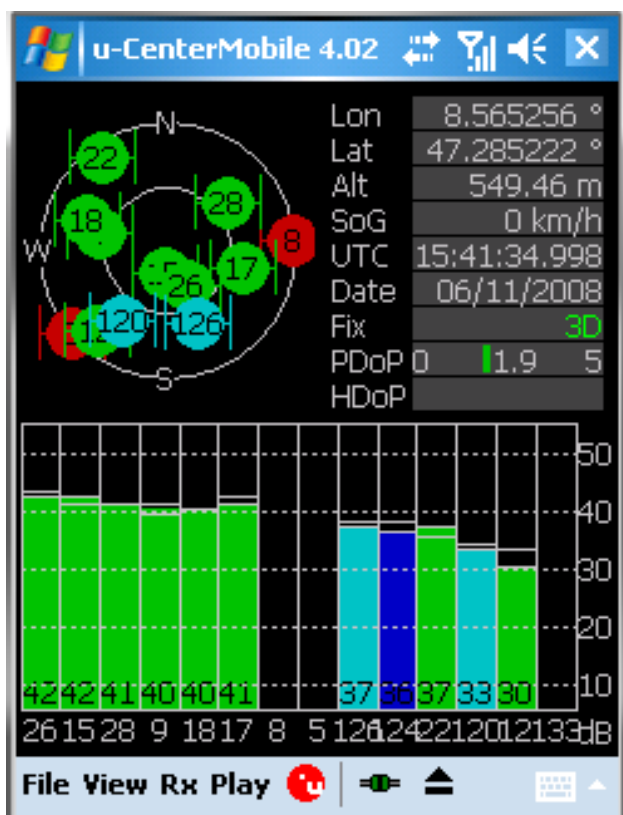 u-CenterMobile 4.02
N
22
28
18
8
W
17
26
120
126
S
Lon 8.565256 °
Lat 47.285222 °
Alt 549.46 m
SoG 0 km/h
UTC 15:41:34.998
Date 06/11/2008
Fix 3D
PDoP 0 1.9 5
HDoP
50
40
30
20
10
42 42 41 40 40 41 37 36 37 33 30
26 15 28 9 18 17 8 5 126 124 22 120 12 133 dB
File View Rx Play u